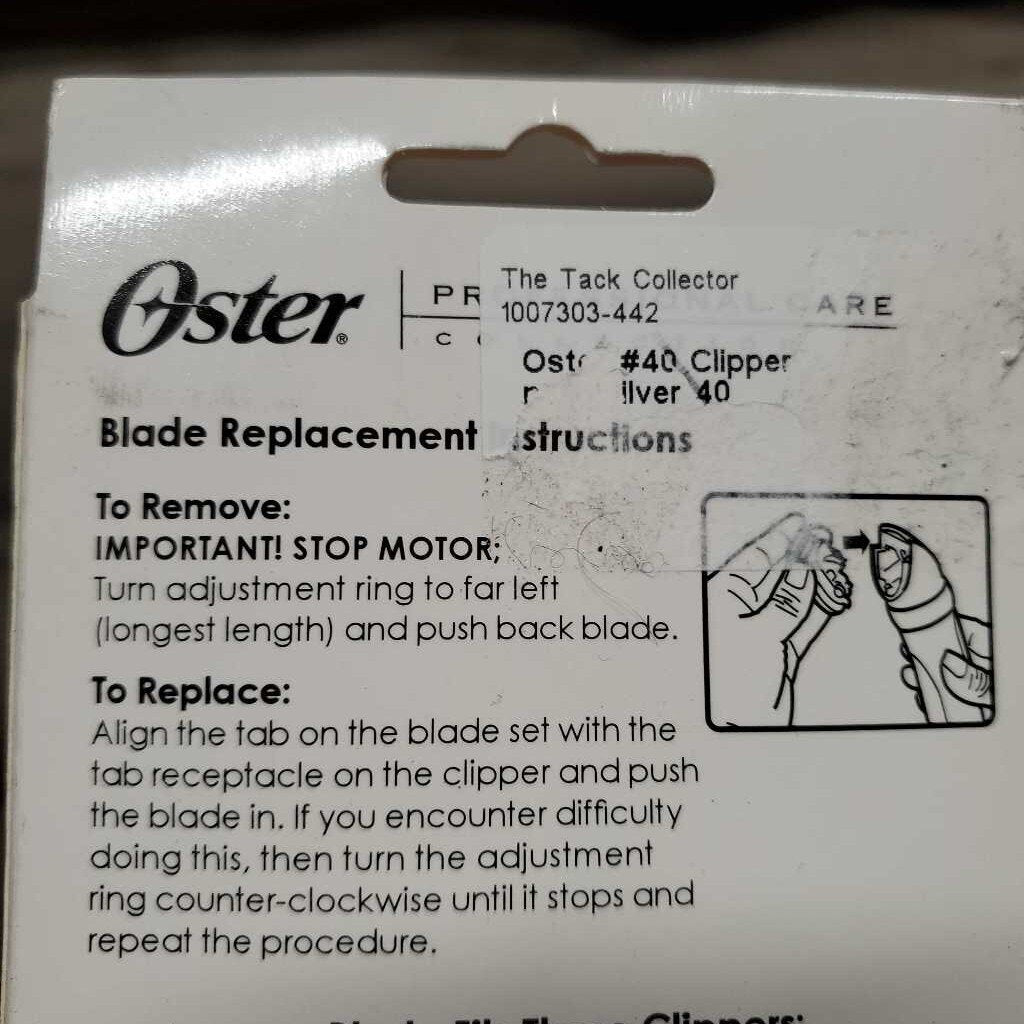 Oster®
CARE
The Tack Collector
1007303-442
#40 Clipper
40
Blade Replacement
To Remove:
IMPORTANT! STOP MOTOR;
Turn adjustment ring to far left
(longest length) and push back blade.
To Replace:
Align the tab on the blade set with the
tab receptacle on the clipper and push
the blade in. If you encounter difficulty
doing this, then turn the adjustment
ring counter-clockwise until it stops and
repeat the procedure.